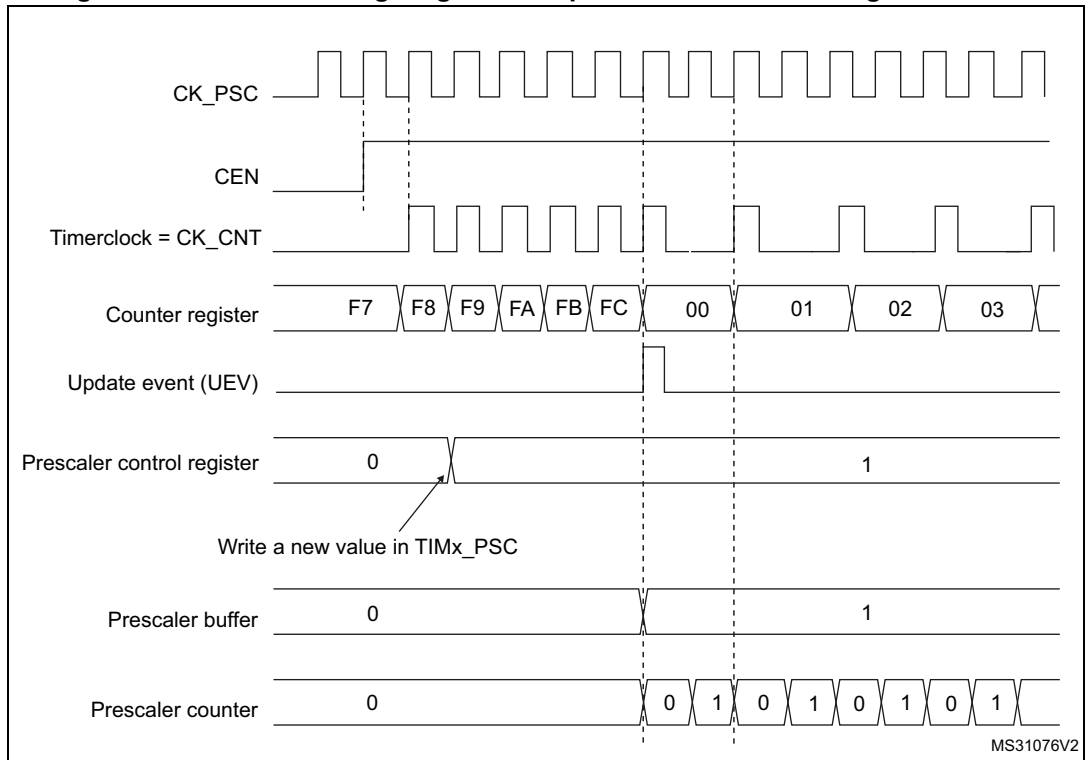 CK_PSC
CEN
Timerclock = CK_CNT
Counter register F7 F8 F9 FA FB FC 00 01 02 03
Update event (UEV)
Prescaler control register 0 1
Write a new value in TIMx_PSC
Prescaler buffer 0 1
Prescaler counter 0 0 1 0 1 0 1 0 1
MS31076V2